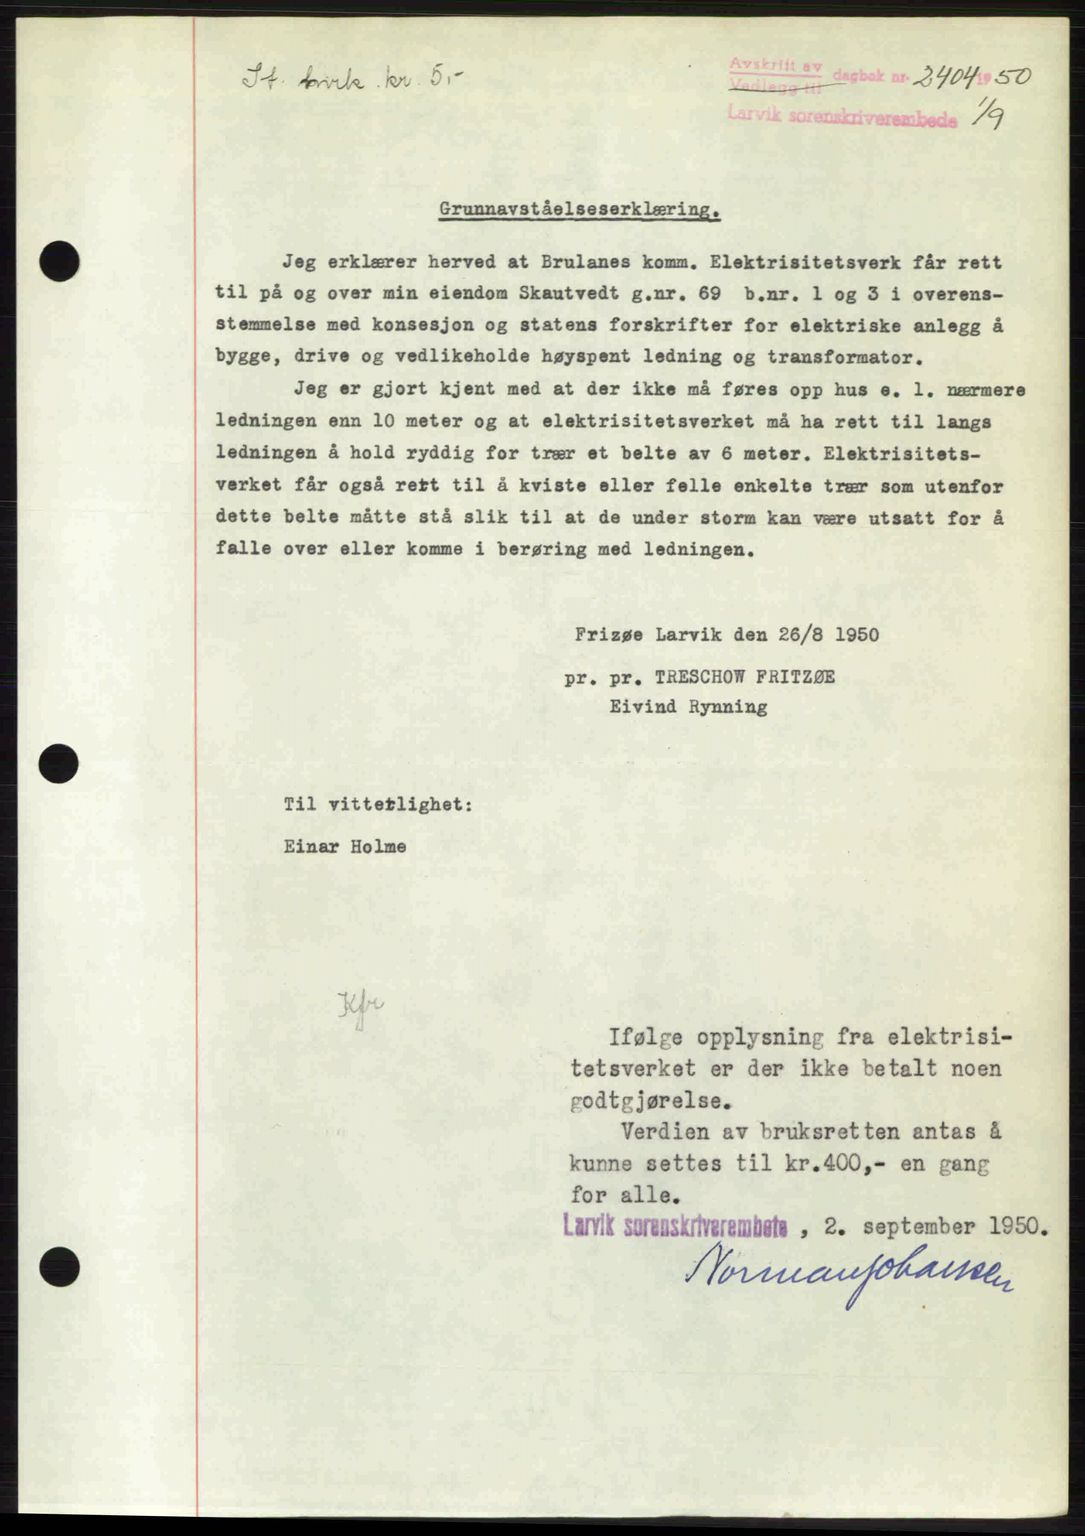 St. kr. 5,-
Avskrift av
Vedlegg til dagbok nr. 2404 1950
Larvik sorenskriverembede 1/9
Grunnavståelseserklæring.
Jeg erklærer herved at Brulanes komm. Elektrisitetsverk får rett
til på og over min eiendom Skautvedt g.nr. 69 b.nr. 1 og 3 i overens-
stemmelse med konsesjon og statens forskrifter for elektriske anlegg å
bygge, drive og vedlikeholde høyspent ledning og transformator.
Jeg er gjort kjent med at der ikke må føres opp hus e. l. nærmere
ledningen enn 10 meter og at elektrisitetsverket må ha rett til langs
ledningen å hold ryddig for trær et belte av 6 meter. Elektrisitets-
verket får også rett til å kviste eller felle enkelte trær som utenfor
dette belte måtte stå slik til at de under storm kan være utsatt for å
falle over eller komme i berøring med ledningen.
Frizøe Larvik den 26/8 1950
pr. pr. TRESCHOW FRITZØE
Eivind Rynning
Til vitterlighet:
Einar Holme
Kfr
Ifølge opplysning fra elektrisi-
tetsverket er der ikke betalt noen
godtgjørelse.
Verdien av bruksretten antas å
kunne settes til kr.400,- en gang
for alle.
Larvik sorenskriverembete, 2. september 1950.
Norman Johansen